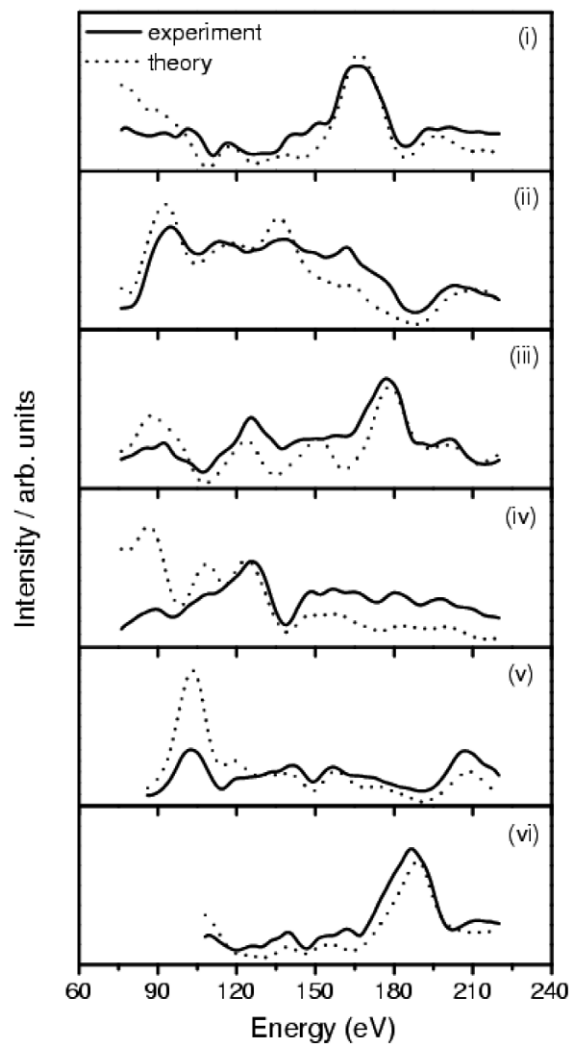 experiment
theory
(i)
(ii)
(iii)
(iv)
(v)
(vi)
Intensity / arb. units
60 90 120 150 180 210 240
Energy (eV)